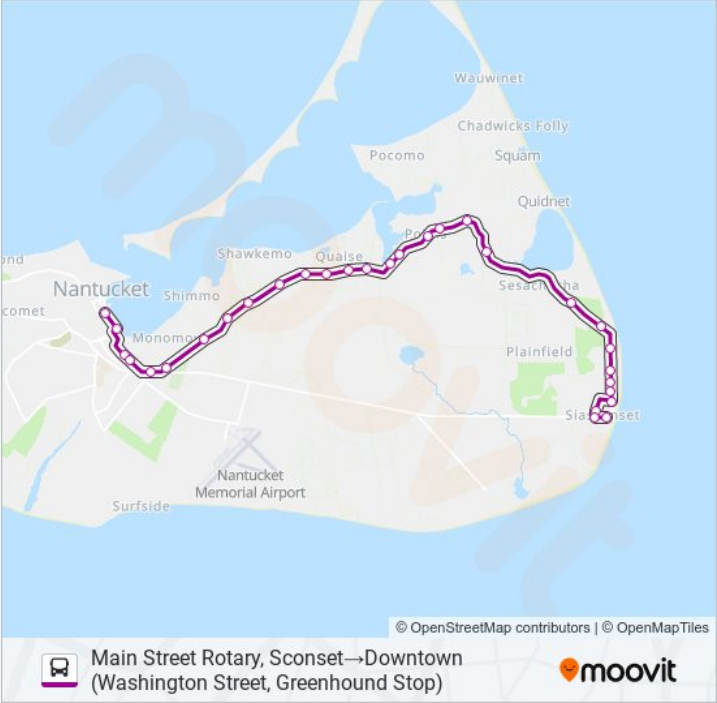 Wauwinet
Chadwicks Folly
Pocomo
Squam
Quidnet
Shawkemo
Quaise
Nantucket
Shimmo
Monomoy
Plainfield
Nantucket
Memorial Airport
Surfside
© OpenStreetMap contributors | © OpenMapTiles
Main Street Rotary, Sconset→Downtown
(Washington Street, Greenhound Stop)
moovit